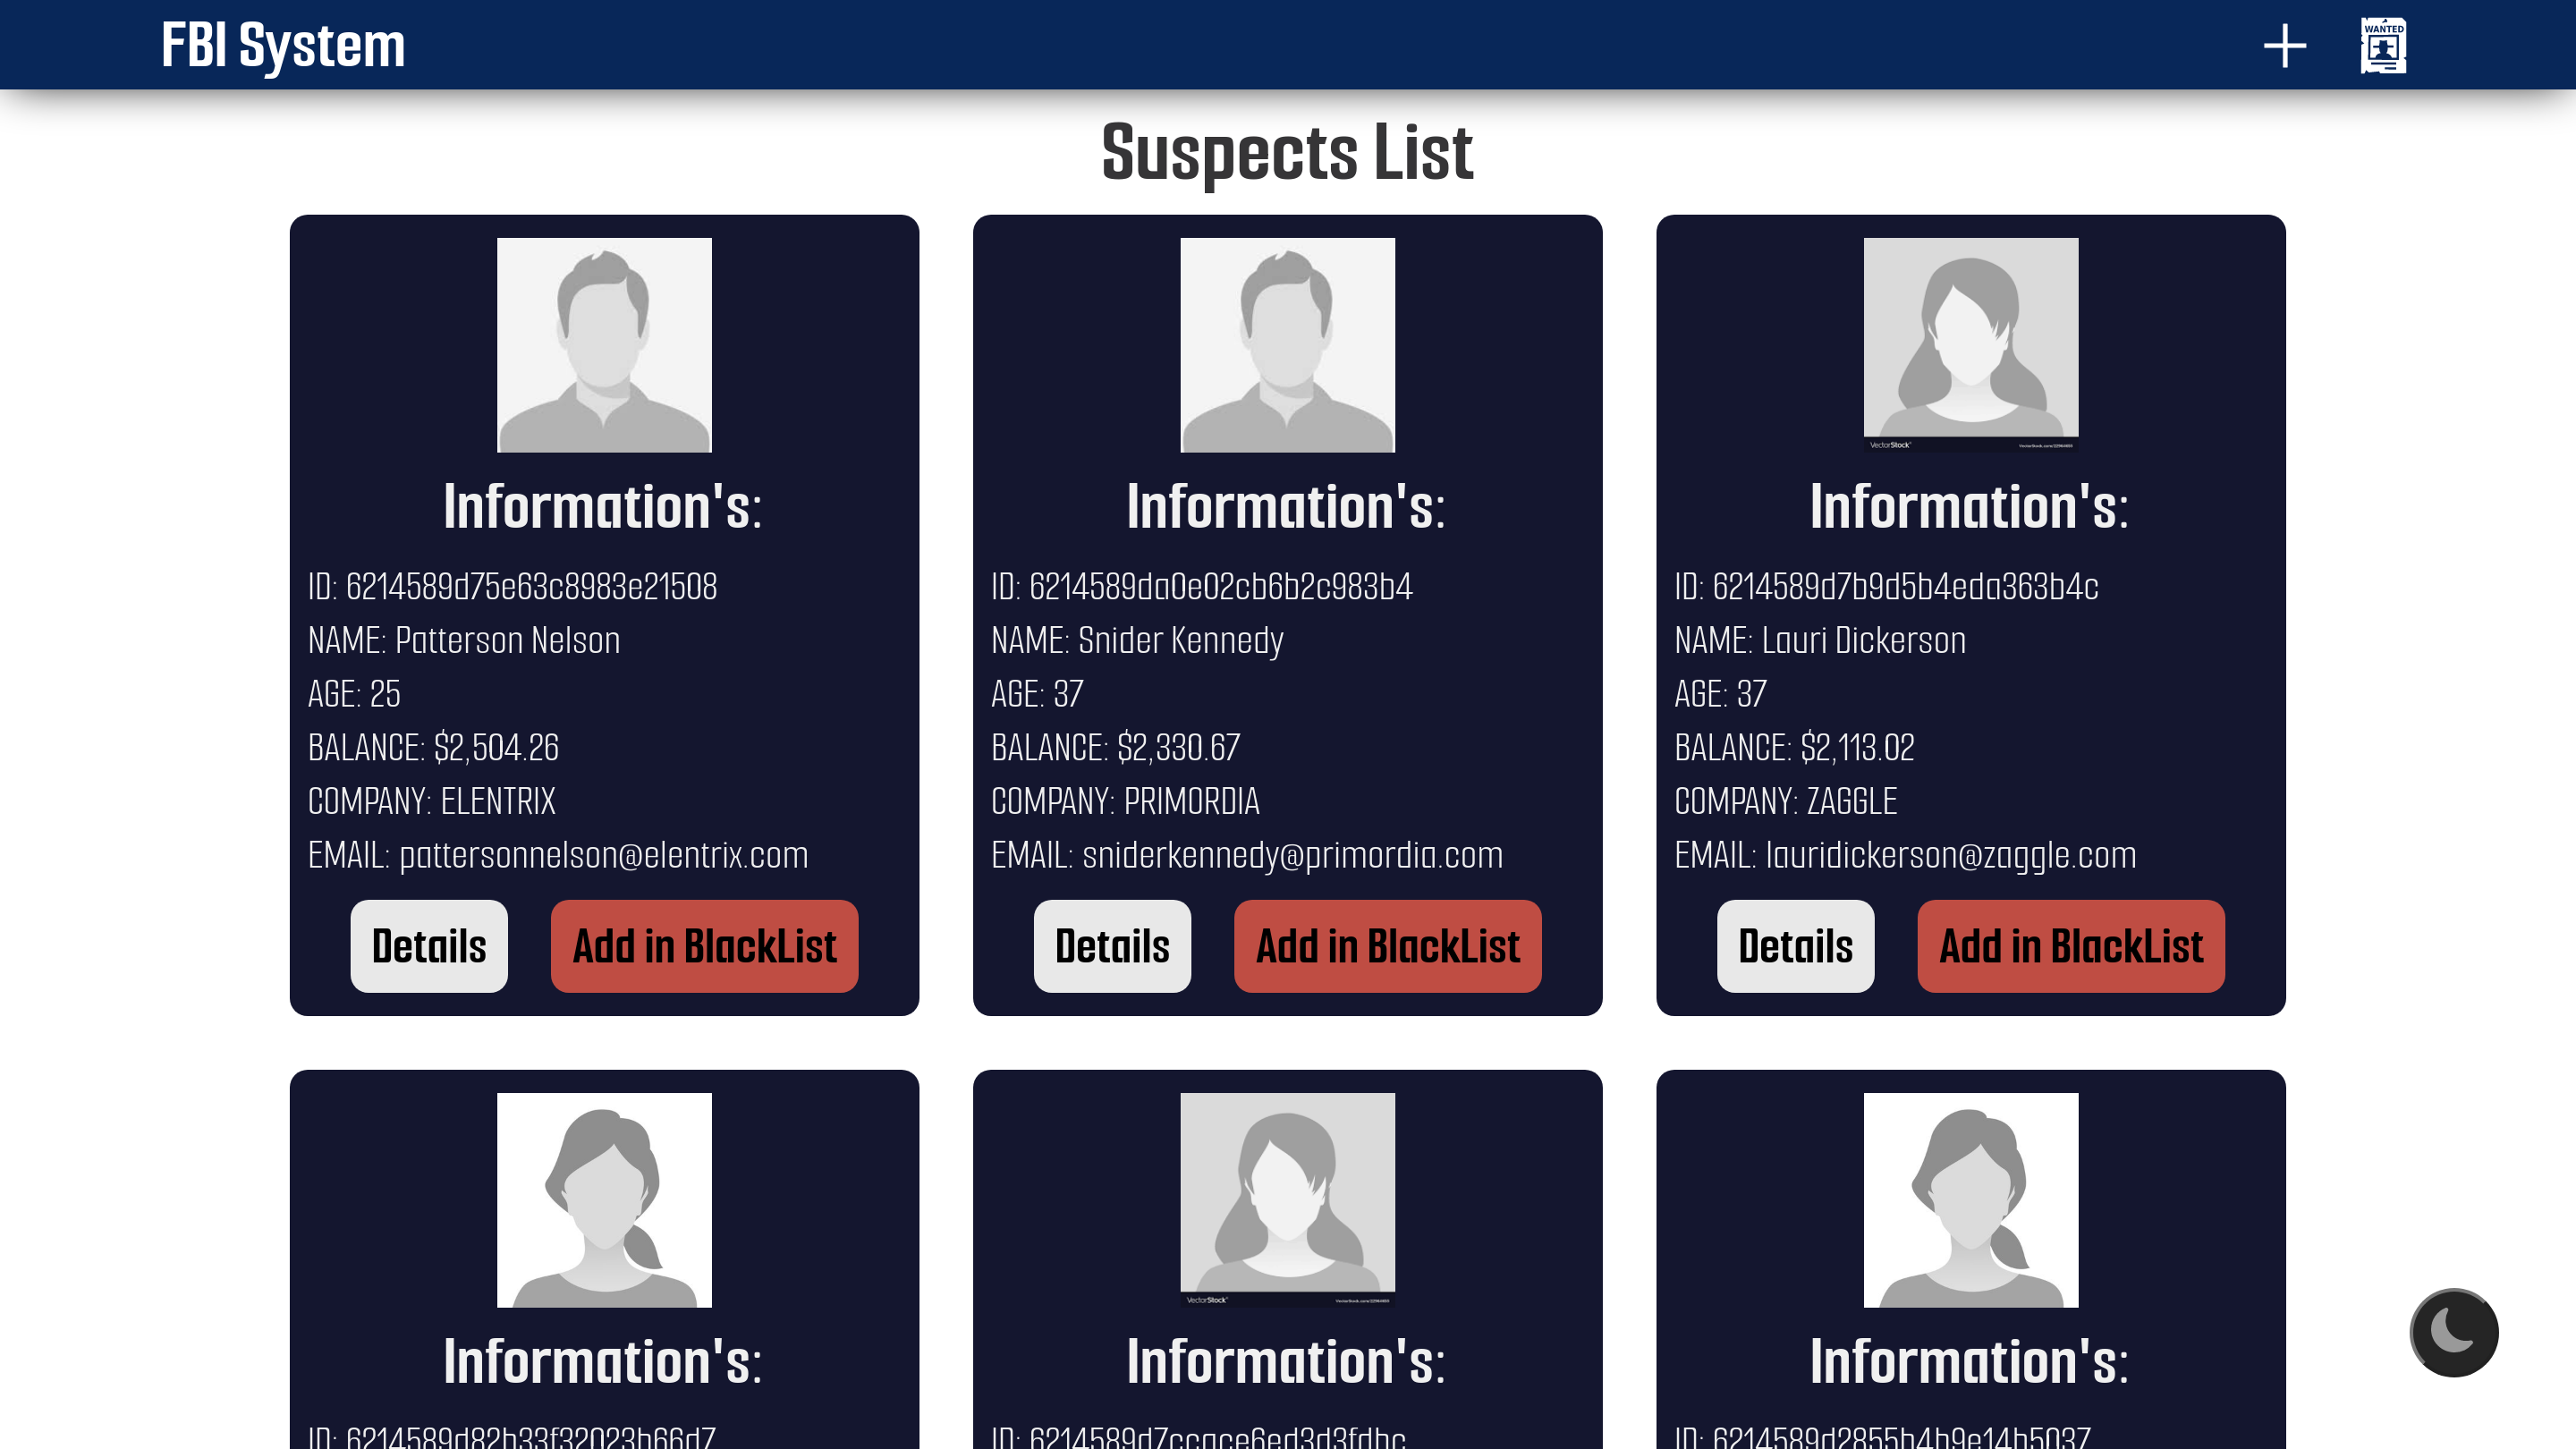 FBI System
WANTED
Suspects List
VectorStock
Information's:
Information's:
Information's:
ID: 6214589d75e63c8983e21508
ID: 6214589da0e02cb6b2c983b4
ID: 6214589d7b9d5b4eda363b4c
NAME: Patterson Nelson
NAME: Snider Kennedy
NAME: Lauri Dickerson
AGE: 25
AGE: 37
AGE: 37
BALANCE: $2,504.26
BALANCE: $2,330.67
BALANCE: $2,113.02
COMPANY: ELENTRIX
COMPANY: PRIMORDIA
COMPANY: ZAGGLE
EMAIL: pattersonnelson@elentrix.com
EMAIL: sniderkennedy@primordia.com
EMAIL: lauridickerson@zaggle.com
Details
Add in BlackList
Details
Add in BlackList
Details
Add in BlackList
VectorStock
Information's:
Information's:
Information's:
ID: 6214589d82b33f32023b66d7
ID: 6214589d7ccace6ed3d3fdbc
ID: 6214589d2855b4b9e14b5037